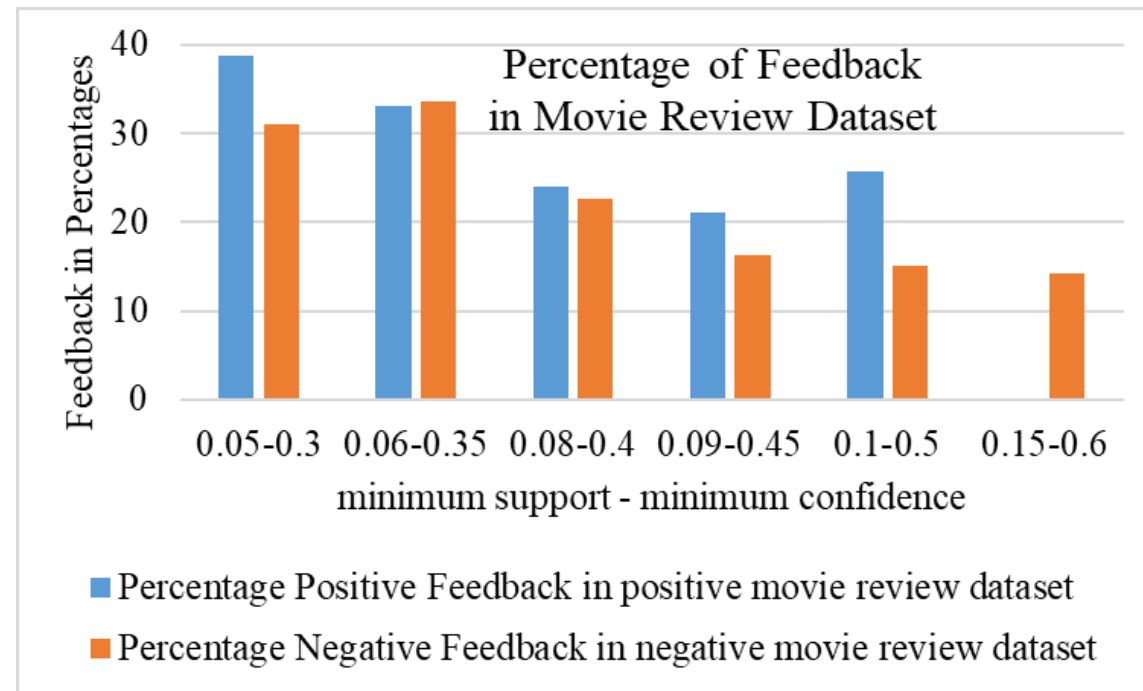 Percentage of Feedback
in Movie Review Dataset
Feedback in Percentages
40
30
20
10
0
0.05-0.3 0.06-0.35 0.08-0.4 0.09-0.45 0.1-0.5 0.15-0.6
minimum support - minimum confidence
Percentage Positive Feedback in positive movie review dataset
Percentage Negative Feedback in negative movie review dataset